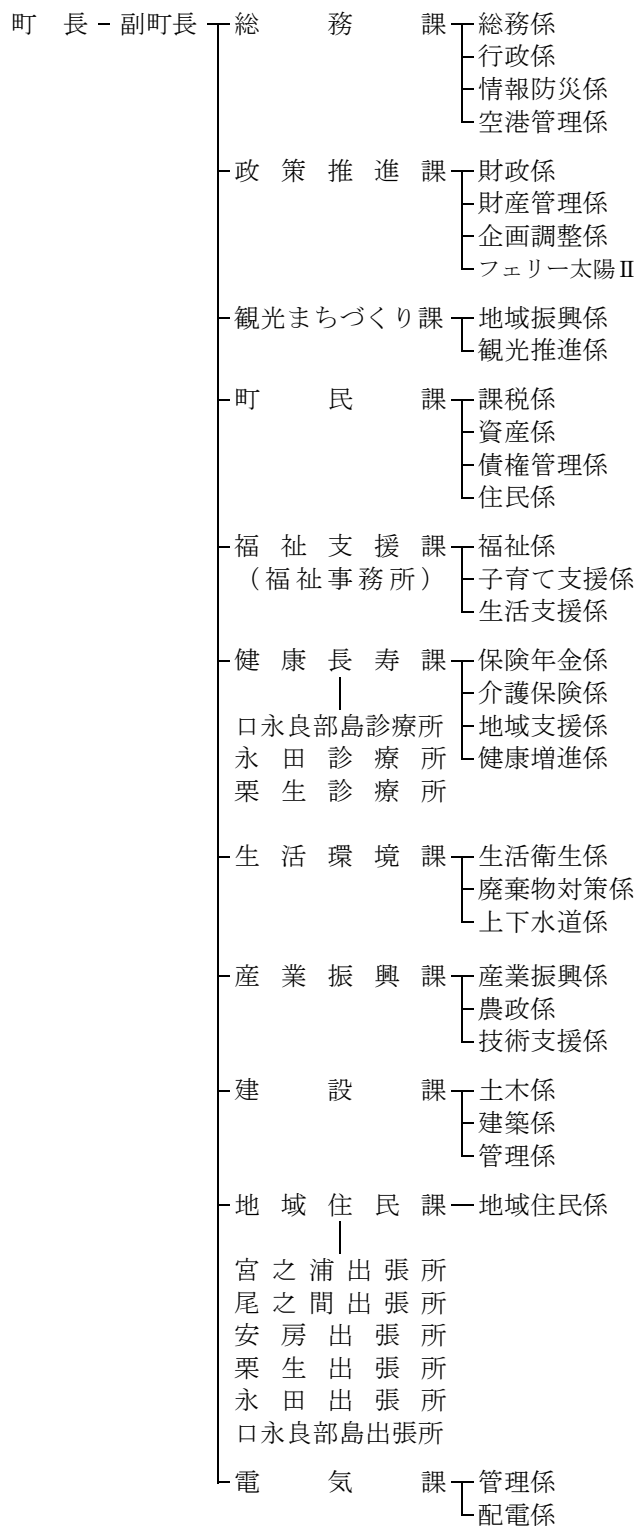 町長 副町長 総務課 総務係
行政係
情報防災係
空港管理係
政策推進課 財政係
財産管理係
企画調整係
フェリー太陽Ⅱ
観光まちづくり課 地域振興係
観光推進係
町民課 課税係
資産係
債権管理係
住民係
福祉支援課 福祉係
（福祉事務所） 子育て支援係
生活支援係
健康長寿課 保険年金係
介護保険係
口永良部島診療所 地域支援係
永田診療所 健康増進係
栗生診療所
生活環境課 生活衛生係
廃棄物対策係
上下水道係
産業振興課 産業振興係
農政係
技術支援係
建設課 土木係
建築係
管理係
地域住民課 地域住民係
宮之浦出張所
尾之間出張所
安房出張所
栗生出張所
永田出張所
口永良部島出張所
電気課 管理係
配電係